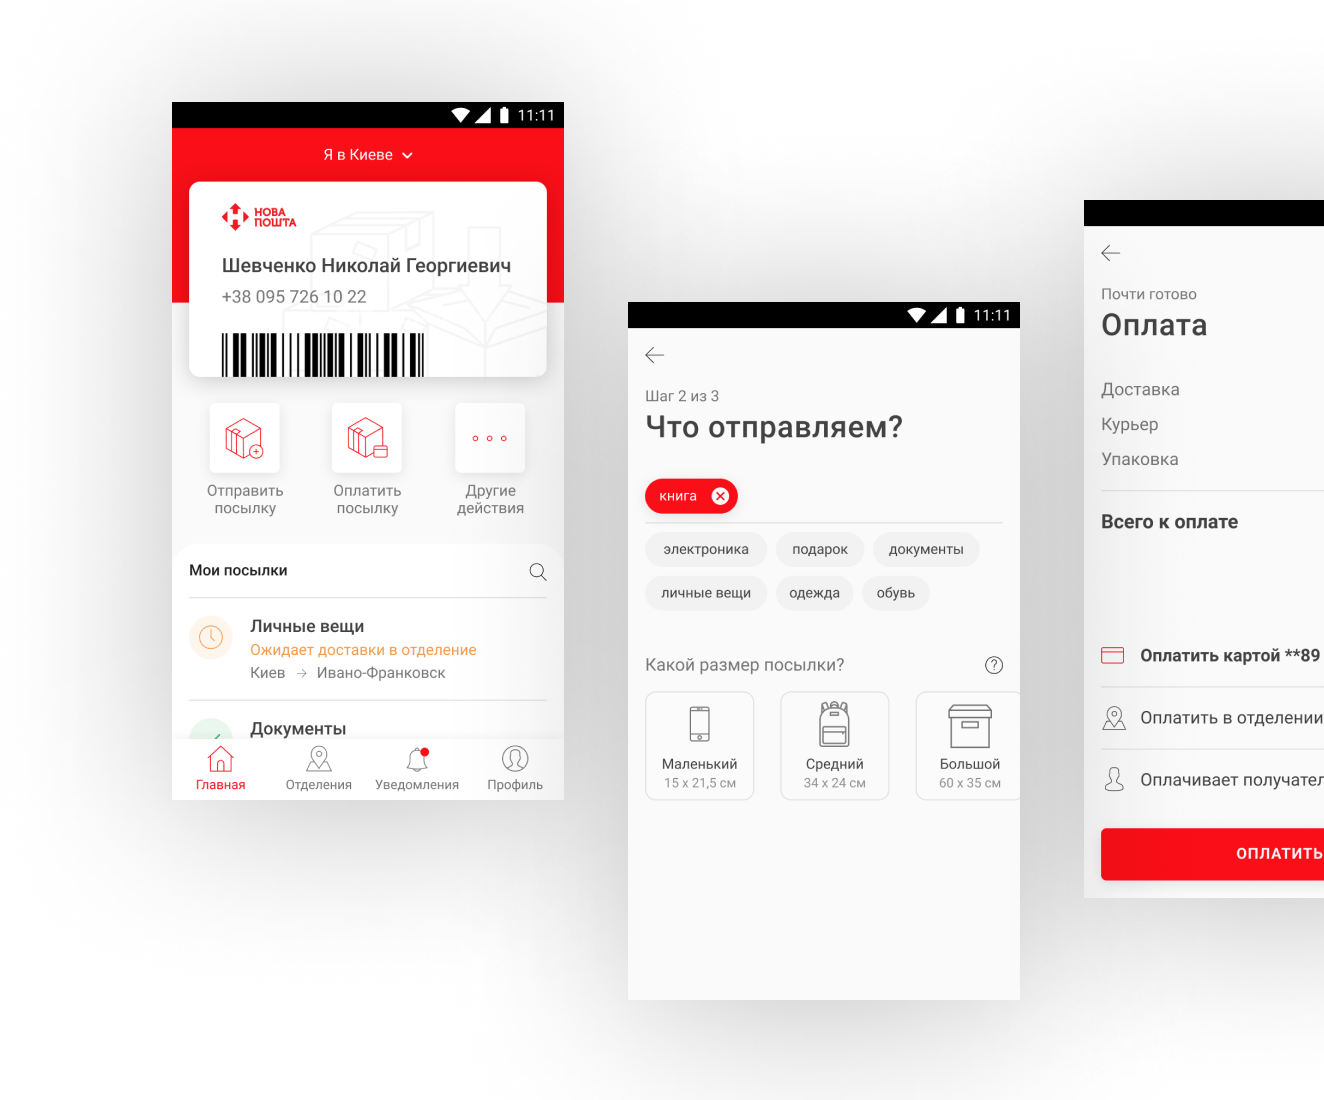 11:11
Я в Киеве
НОВА
ПОШТА
Шевченко Николай Георгиевич
+38 095 726 10 22
Отправить
посылку
Оплатить
посылку
Другие
действия
Мои посылки
Личные вещи
Ожидает доставки в отделение
Киев → Ивано-Франковск
Документы
Главная
Отделения
Уведомления
Профиль
11:11
Шаг 2 из 3
Что отправляем?
книга
электроника
подарок
документы
личные вещи
одежда
обувь
Какой размер посылки?
?
Маленький
15 x 21,5 см
Средний
34 x 24 см
Большой
60 x 35 см
Почти готово
Оплата
Доставка
Курьер
Упаковка
Всего к оплате
Оплатить картой **89
Оплатить в отделении
Оплачивает получател
ОПЛАТИТЬ